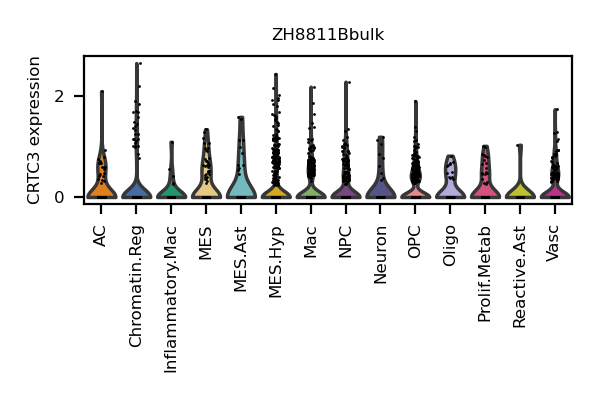 ZH8811Bbulk
CRTC3 expression
2
0
AC
Chromatin.Reg
Inflammatory.Mac
MES
MES.Ast
MES.Hyp
Mac
NPC
Neuron
OPC
Oligo
Prolif.Metab
Reactive.Ast
Vasc